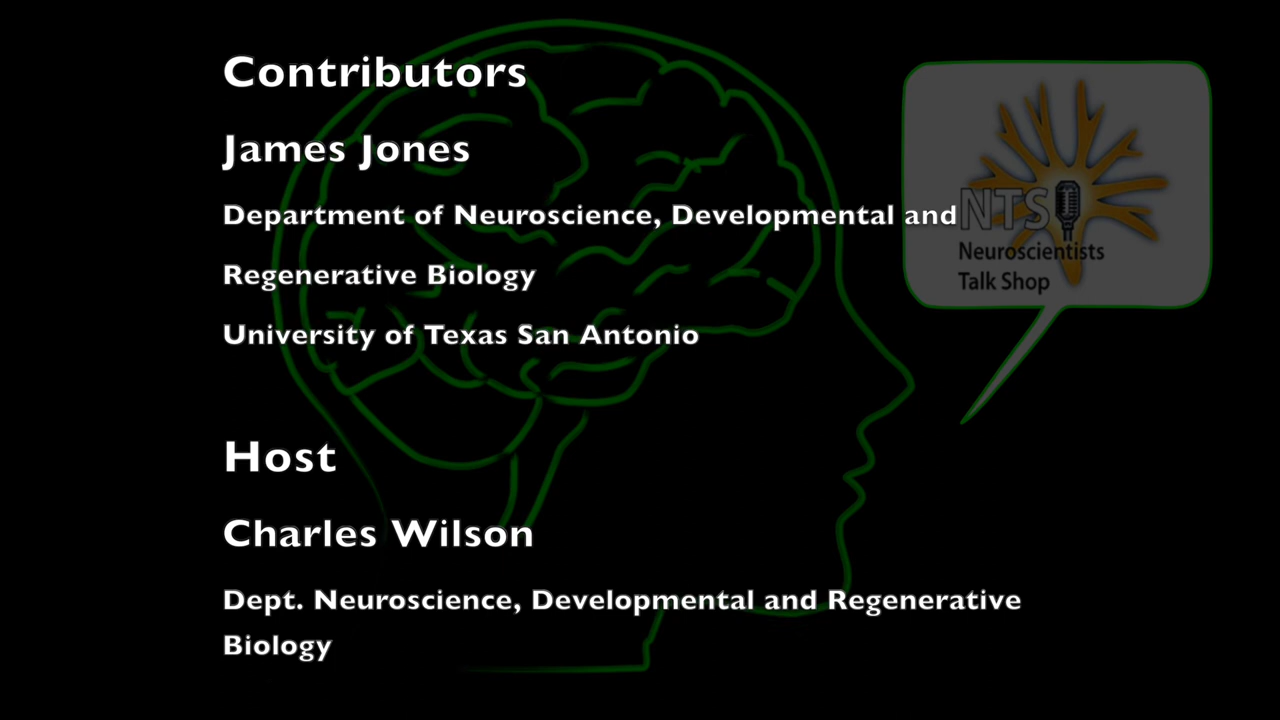 Contributors
James Jones
Department of Neuroscience, Developmental and
Regenerative Biology
University of Texas San Antonio
Host
Charles Wilson
Dept. Neuroscience, Developmental and Regenerative
Biology
NTS
Neuroscientists
Talk Shop